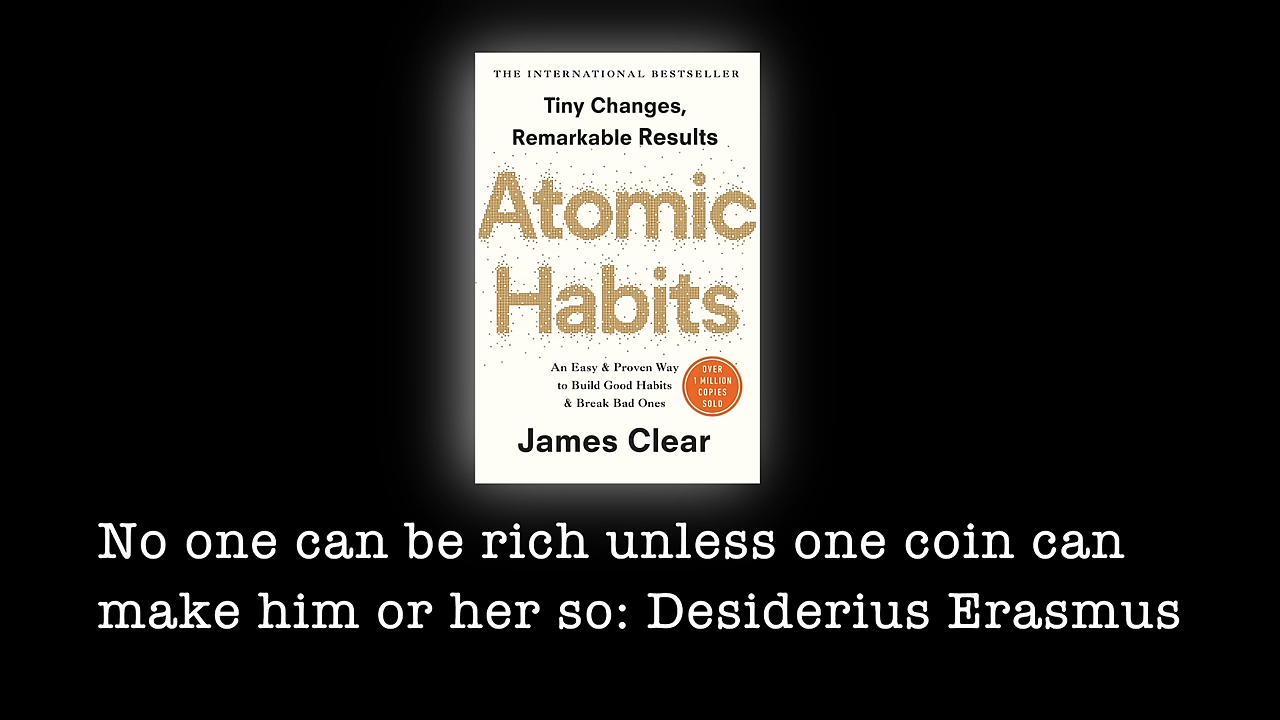 THE INTERNATIONAL BESTSELLER
Tiny Changes,
Remarkable Results
Atomic
Habits
An Easy & Proven Way
to Build Good Habits
& Break Bad Ones
OVER
1 MILLION
COPIES
SOLD
James Clear
No one can be rich unless one coin can
make him or her so: Desiderius Erasmus